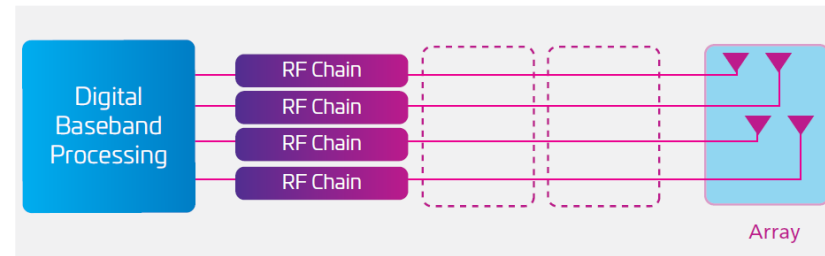 Digital
Baseband
Processing
RF Chain
RF Chain
RF Chain
RF Chain
Array